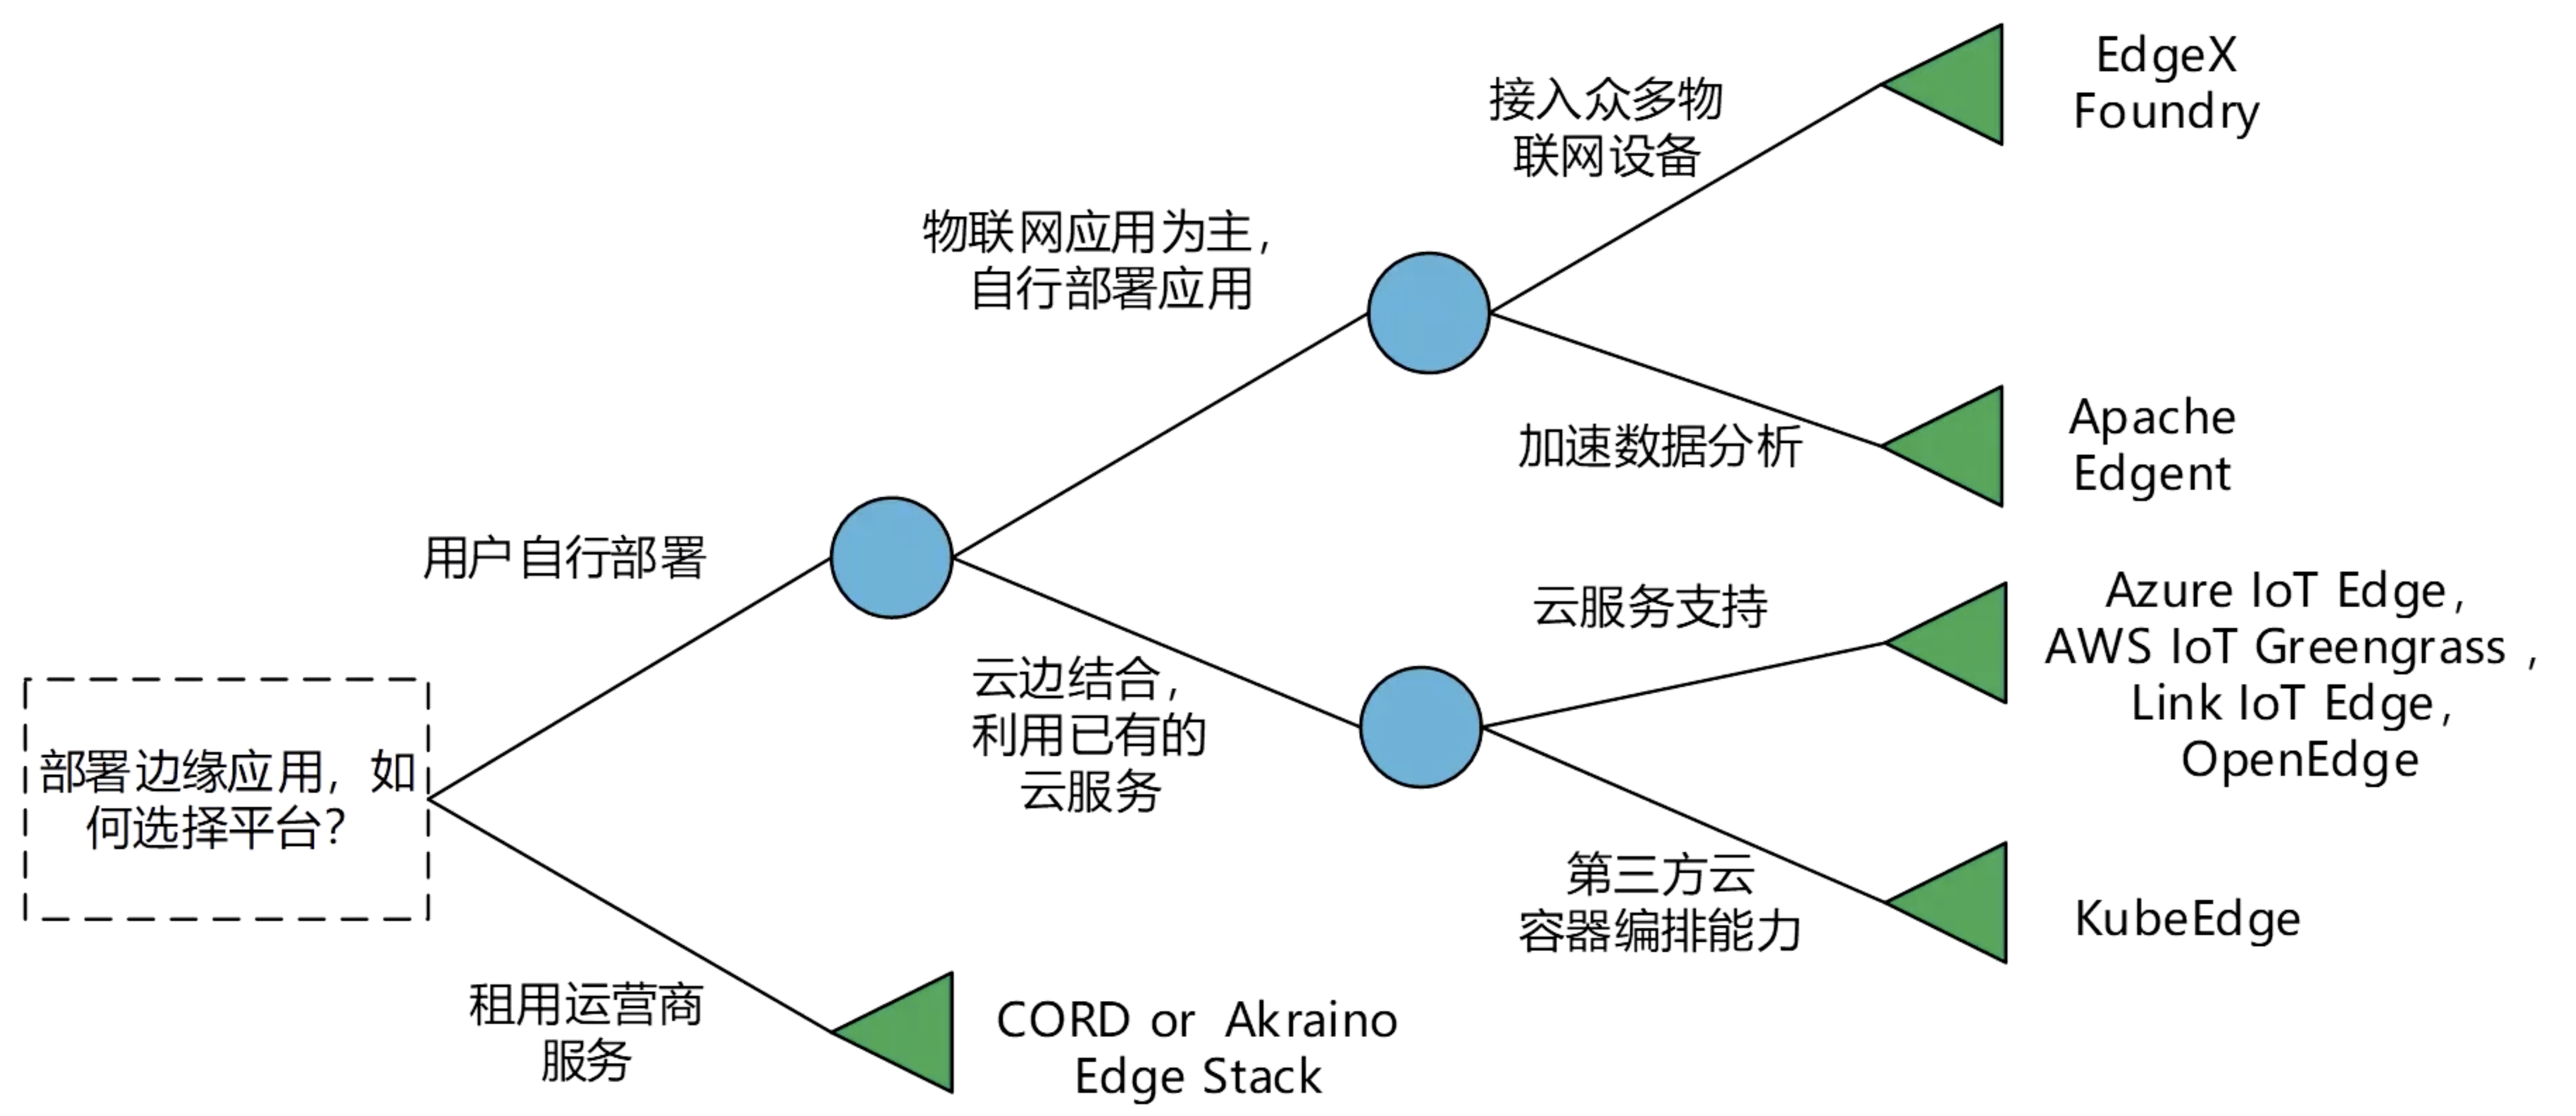 接入众多物
联网设备
EdgeX
Foundry
物联网应用为主，
自行部署应用
加速数据分析
Apache
Edgent
用户自行部署
云服务支持
Azure IoT Edge，
AWS IoT Greengrass，
Link IoT Edge，
OpenEdge
云边结合，
利用已有的
云服务
部署边缘应用，如
何选择平台？
第三方云
容器编排能力
KubeEdge
租用运营商
服务
CORD or Akraino
Edge Stack